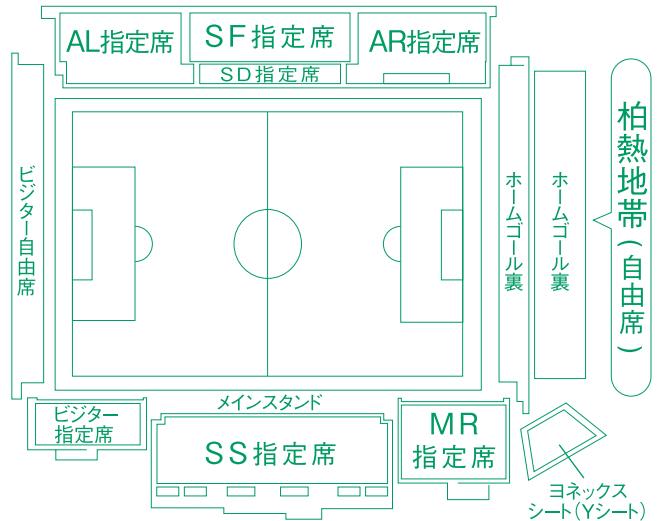 AL指定席
SF指定席
AR指定席
SD指定席
ビジター自由席
ホームゴール裏
ホームゴール裏
柏熱地帯(自由席)
メインスタンド
ビジター
指定席
SS指定席
MR
指定席
ヨネックス
シート(Yシート)